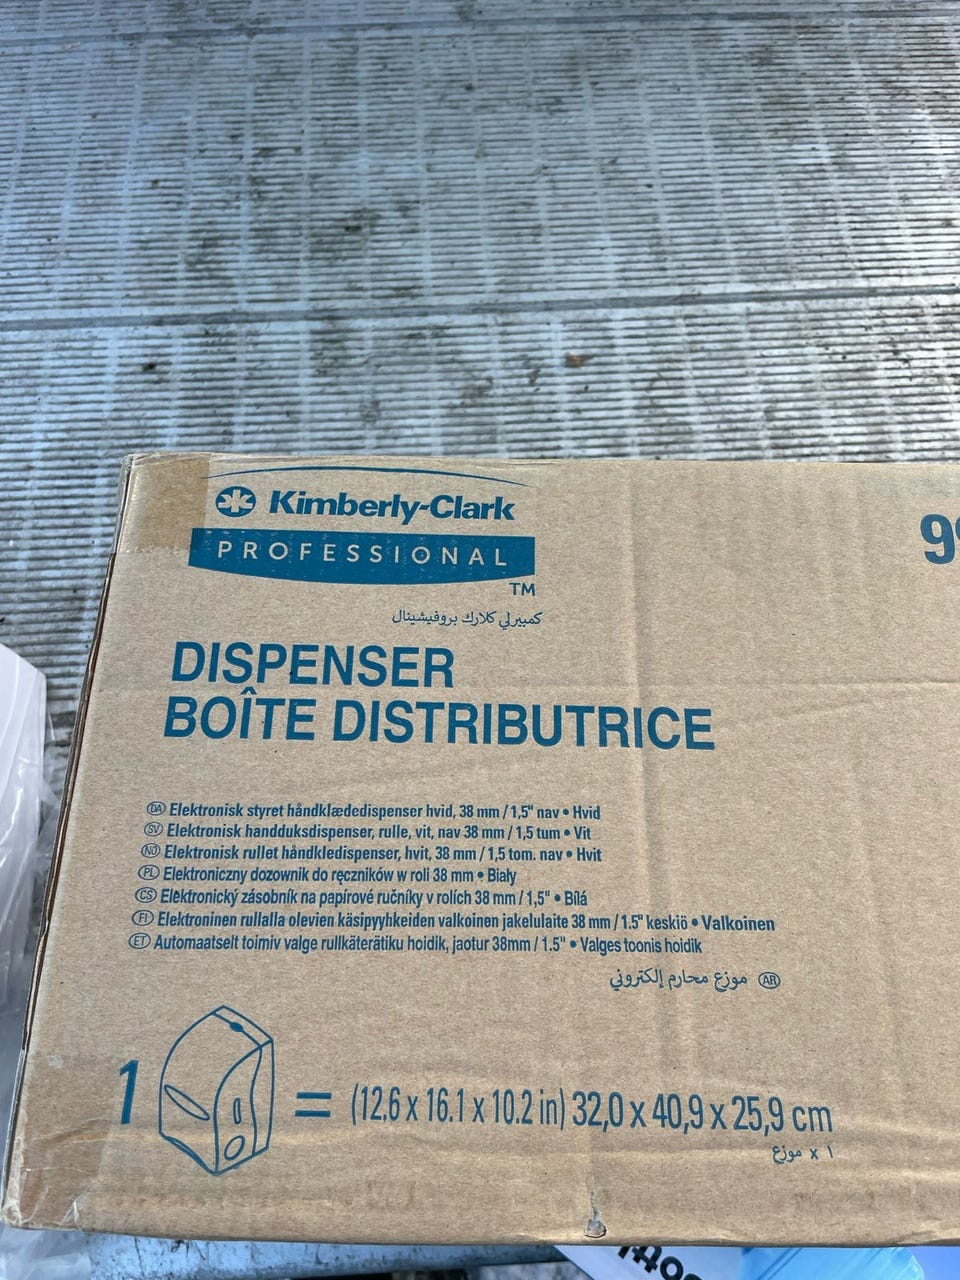 Kimberly-Clark
PROFESSIONAL
TM
كمبيرلي كلارك بروفيشينال
DISPENSER
BOÎTE DISTRIBUTRICE
DA Elektronisk styret håndklædedispenser hvid, 38 mm / 1,5" nav • Hvid
SV Elektronisk handduksdispenser, rulle, vit, nav 38 mm / 1,5 tum • Vit
NO Elektronisk rullet håndkledispenser, hvit, 38 mm / 1,5 tom. nav • Hvit
PL Elektroniczny dozownik do ręczników w roli 38 mm • Biały
CS Elektronický zásobník na papírové ručníky v rolích 38 mm / 1,5" • Bílá
FI Elektroninen rullalla olevien käsipyyhkeiden valkoinen jakelulaite 38 mm / 1.5" keskiö • Valkoinen
ET Automaatselt toimiv valge rullkäterätiku hoidik, jaotur 38mm / 1.5" • Valges toonis hoidik
AR موزع محارم إلكتروني
1 = (12.6 x 16.1 x 10.2 in) 32,0 x 40,9 x 25,9 cm
١ x موزع